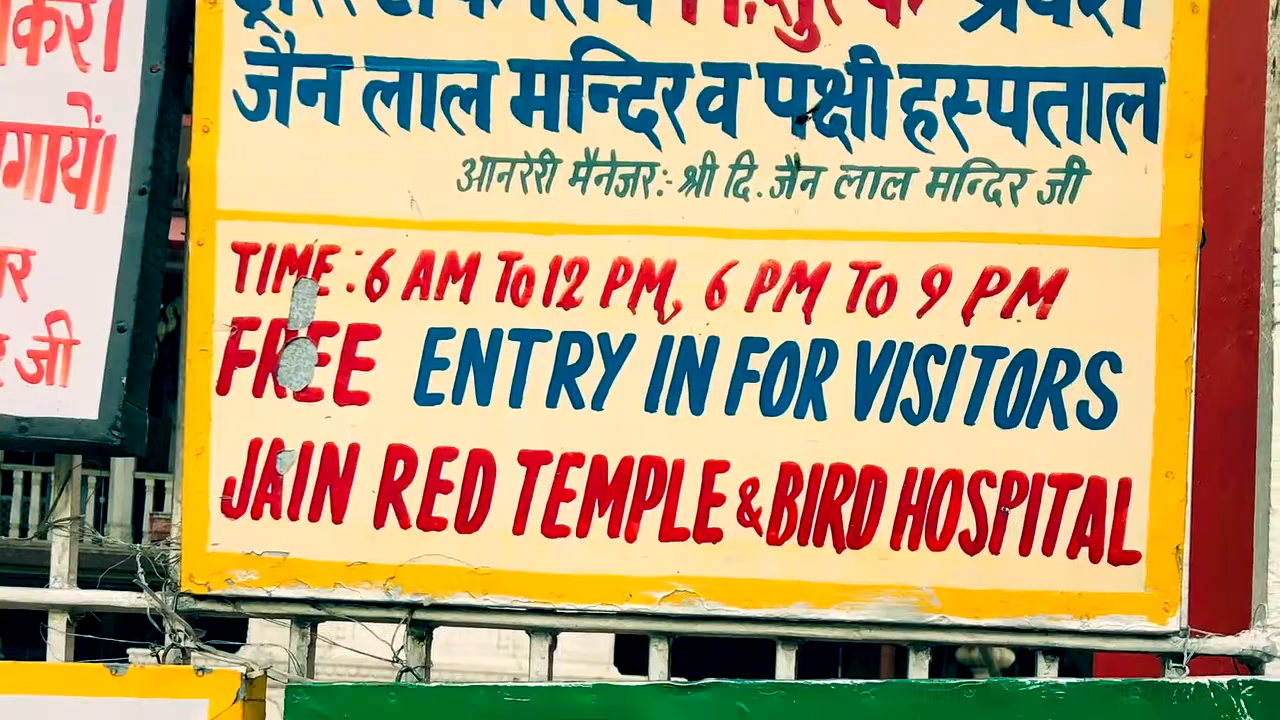 निःशुल्क प्रवेश
जैन लाल मन्दिर व पक्षी हस्पताल
आनरेरी मैनेजर:- श्री दि. जैन लाल मन्दिर जी
TIME : 6 AM TO 12 PM, 6 PM TO 9 PM
FREE ENTRY IN FOR VISITORS
JAIN RED TEMPLE & BIRD HOSPITAL
जी